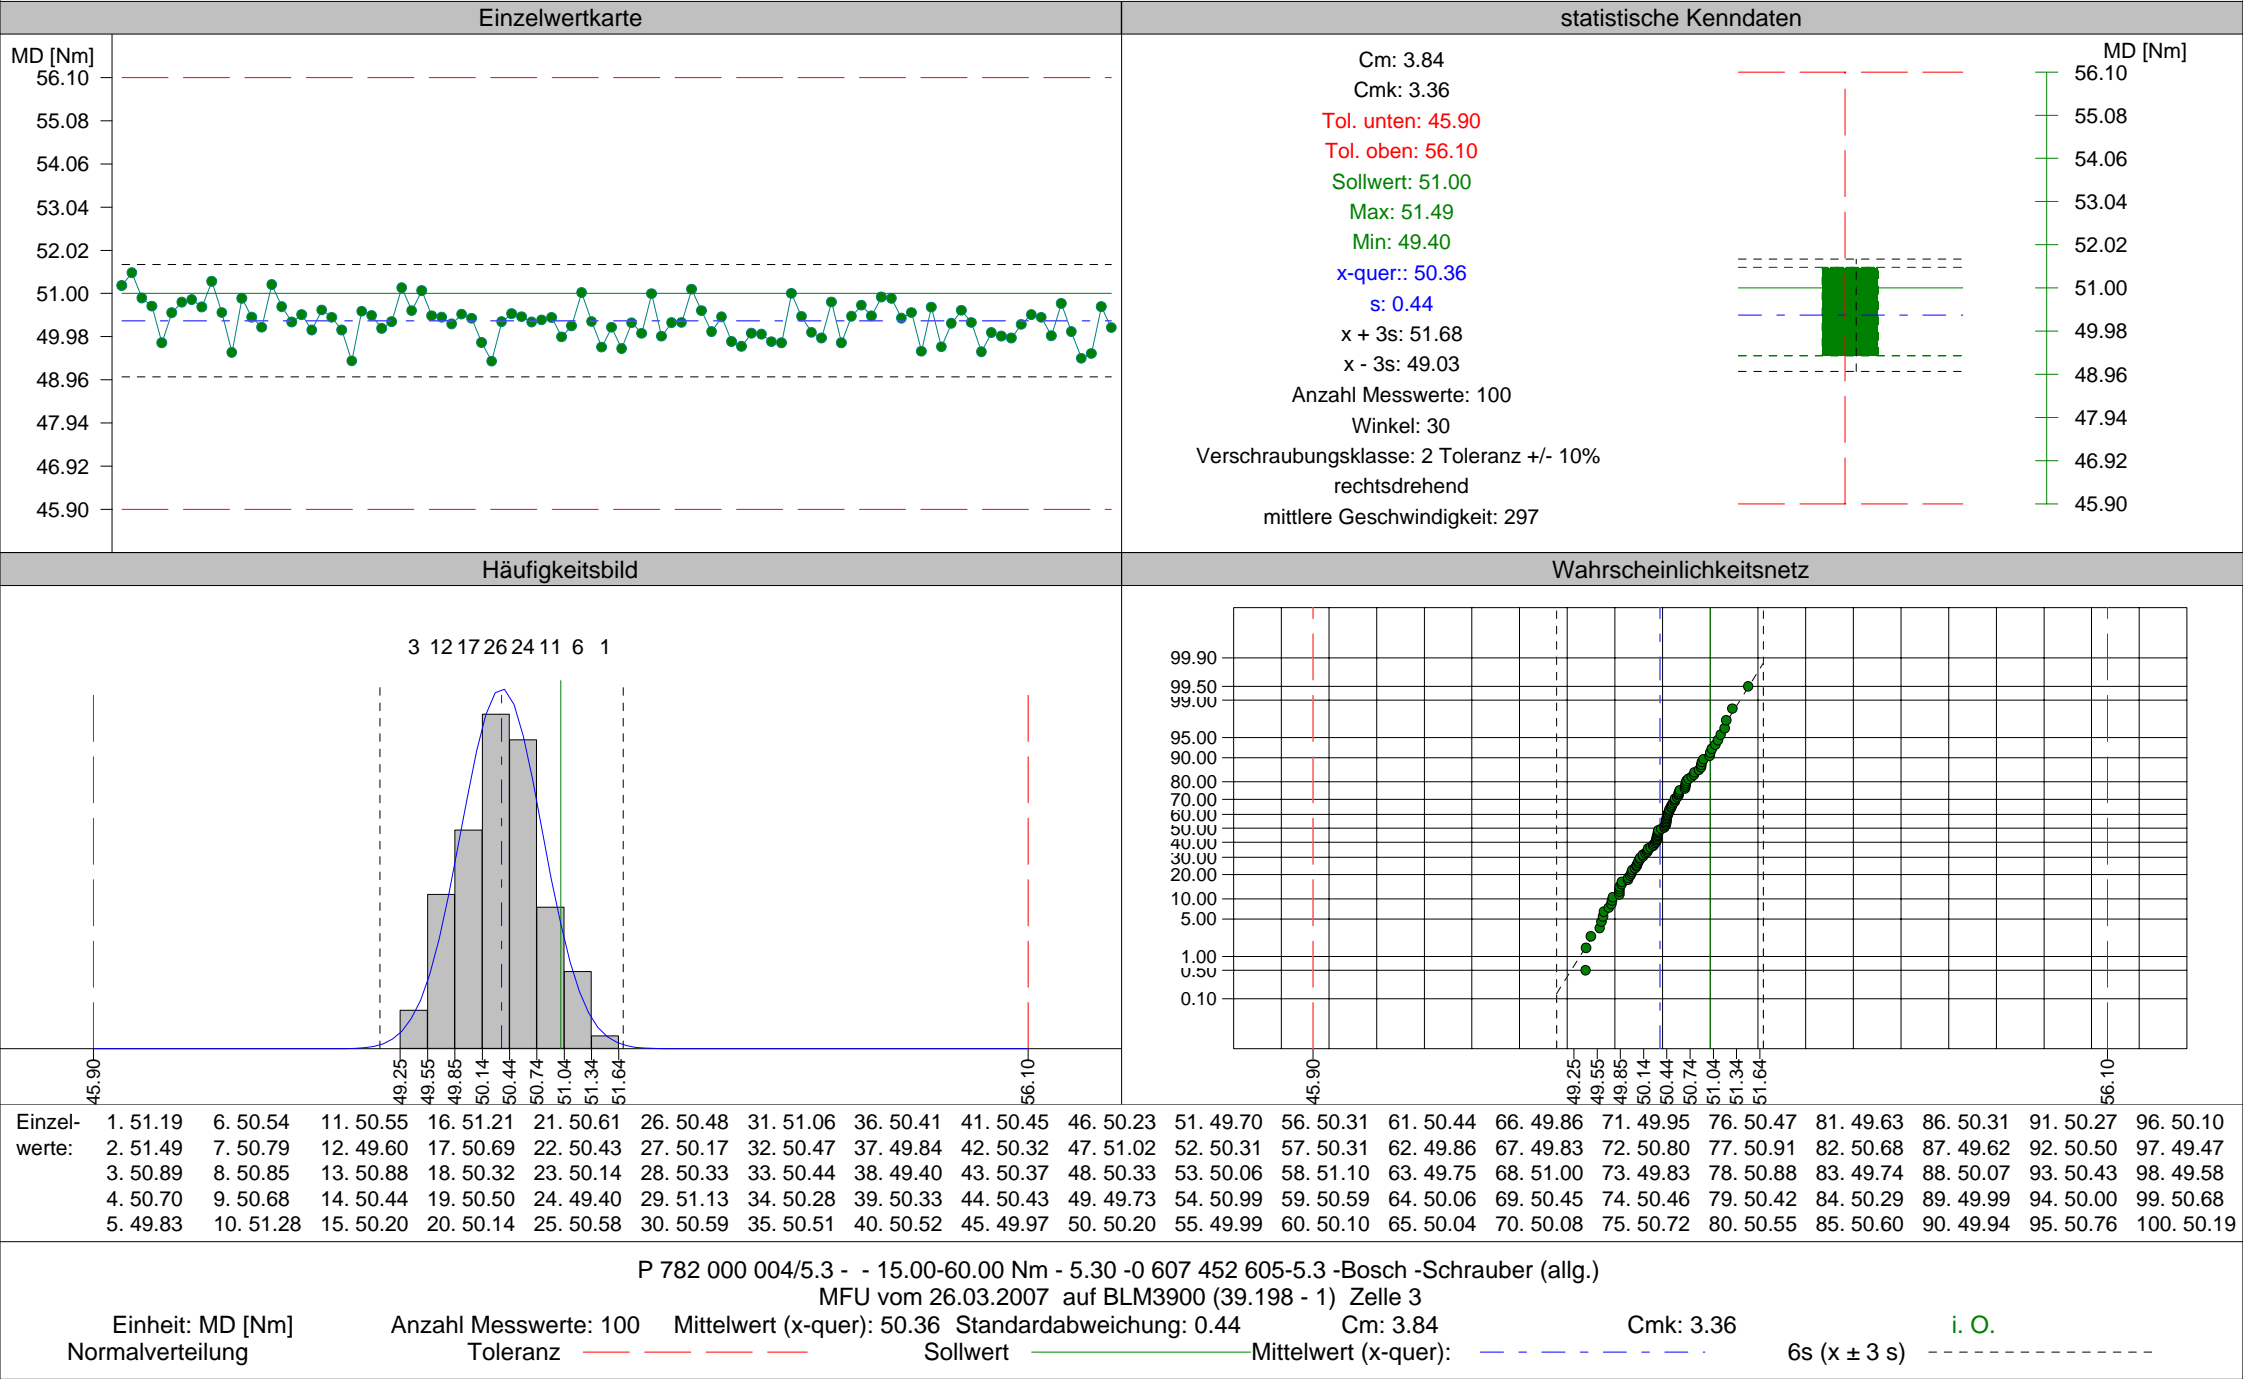 Einzelwertkarte
MD [Nm]
56.10
55.08
54.06
53.04
52.02
51.00
49.98
48.96
47.94
46.92
45.90
statistische Kenndaten
Cm: 3.84
Cmk: 3.36
Tol. unten: 45.90
Tol. oben: 56.10
Sollwert: 51.00
Max: 51.49
Min: 49.40
x-quer:: 50.36
s: 0.44
x + 3s: 51.68
x - 3s: 49.03
Anzahl Messwerte: 100
Winkel: 30
Verschraubungsklasse: 2 Toleranz +/- 10%
rechtsdrehend
mittlere Geschwindigkeit: 297
MD [Nm]
56.10
55.08
54.06
53.04
52.02
51.00
49.98
48.96
47.94
46.92
45.90
Häufigkeitsbild
3 12 17 26 24 11 6 1
45.90 49.25 49.55 49.85 50.14 50.44 50.74 51.04 51.34 51.64 56.10
Wahrscheinlichkeitsnetz
99.90
99.50
99.00
95.00
90.00
80.00
70.00
60.00
50.00
40.00
30.00
20.00
10.00
5.00
1.00
0.50
0.10
45.90 49.25 49.55 49.85 50.14 50.44 50.74 51.04 51.34 51.64 56.10
Einzel- 1. 51.19 6. 50.54 11. 50.55 16. 51.21 21. 50.61 26. 50.48 31. 51.06 36. 50.41 41. 50.45 46. 50.23 51. 49.70 56. 50.31 61. 50.44 66. 49.86 71. 49.95 76. 50.47 81. 49.63 86. 50.31 91. 50.27 96. 50.10
werte: 2. 51.49 7. 50.79 12. 49.60 17. 50.69 22. 50.43 27. 50.17 32. 50.47 37. 49.84 42. 50.32 47. 51.02 52. 50.31 57. 50.31 62. 49.86 67. 49.83 72. 50.80 77. 50.91 82. 50.68 87. 49.62 92. 50.50 97. 49.47
3. 50.89 8. 50.85 13. 50.88 18. 50.32 23. 50.14 28. 50.33 33. 50.44 38. 49.40 43. 50.37 48. 50.33 53. 50.06 58. 51.10 63. 49.75 68. 51.00 73. 49.83 78. 50.88 83. 49.74 88. 50.07 93. 50.43 98. 49.58
4. 50.70 9. 50.68 14. 50.44 19. 50.50 24. 49.40 29. 51.13 34. 50.28 39. 50.33 44. 50.43 49. 49.73 54. 50.99 59. 50.59 64. 50.06 69. 50.45 74. 50.46 79. 50.42 84. 50.29 89. 49.99 94. 50.00 99. 50.68
5. 49.83 10. 51.28 15. 50.20 20. 50.14 25. 50.58 30. 50.59 35. 50.51 40. 50.52 45. 49.97 50. 50.20 55. 49.99 60. 50.10 65. 50.04 70. 50.08 75. 50.72 80. 50.55 85. 50.60 90. 49.94 95. 50.76 100. 50.19
P 782 000 004/5.3 - - 15.00-60.00 Nm - 5.30 -0 607 452 605-5.3 -Bosch -Schrauber (allg.)
MFU vom 26.03.2007 auf BLM3900 (39.198 - 1) Zelle 3
Einheit: MD [Nm] Anzahl Messwerte: 100 Mittelwert (x-quer): 50.36 Standardabweichung: 0.44 Cm: 3.84 Cmk: 3.36 i. O.
Normalverteilung Toleranz Sollwert Mittelwert (x-quer): 6s (x ± 3 s)